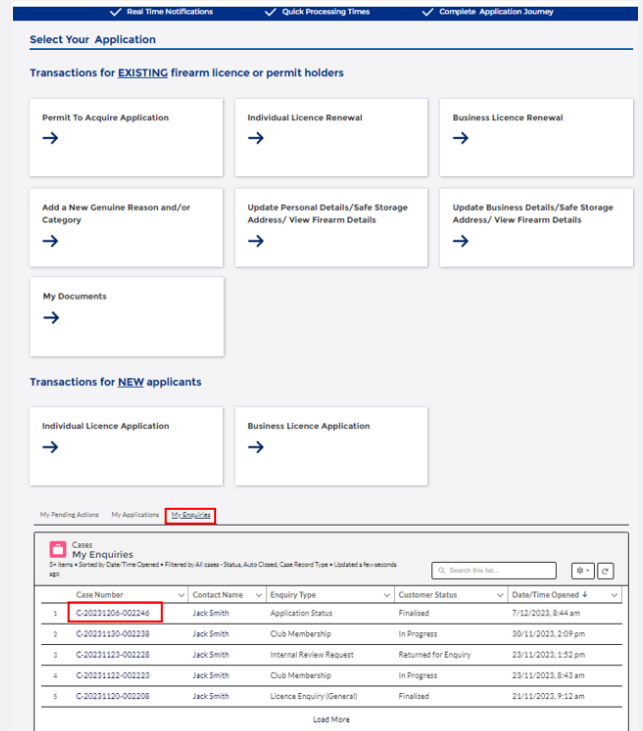 Real Time Notifications Quick Processing Times Complete Application Journey
Select Your Application
Transactions for EXISTING firearm licence or permit holders
Permit To Acquire Application Individual Licence Renewal Business Licence Renewal
Add a New Genuine Reason and/or
Category
Update Personal Details/Safe Storage
Address/ View Firearm Details
Update Business Details/Safe Storage
Address/ View Firearm Details
My Documents
Transactions for NEW applicants
Individual Licence Application Business Licence Application
My Pending Actions My Applications My Enquiries
Cases
My Enquiries
5+ items • Sorted by Date/Time Opened • Filtered by All cases - Status, Auto Closed, Case Record Type • Updated a few seconds
ago
Search this list...
Case Number Contact Name Enquiry Type Customer Status Date/Time Opened ↓
1 C-20231206-002246 Jack Smith Application Status Finalised 7/12/2023, 8:44 am
2 C-20231130-002238 Jack Smith Club Membership In Progress 30/11/2023, 2:09 pm
3 C-20231123-002228 Jack Smith Internal Review Request Returned for Enquiry 23/11/2023, 1:52 pm
4 C-20231122-002223 Jack Smith Club Membership In Progress 23/11/2023, 8:43 am
5 C-20231120-002208 Jack Smith Licence Enquiry (General) Finalised 21/11/2023, 9:12 am
Load More